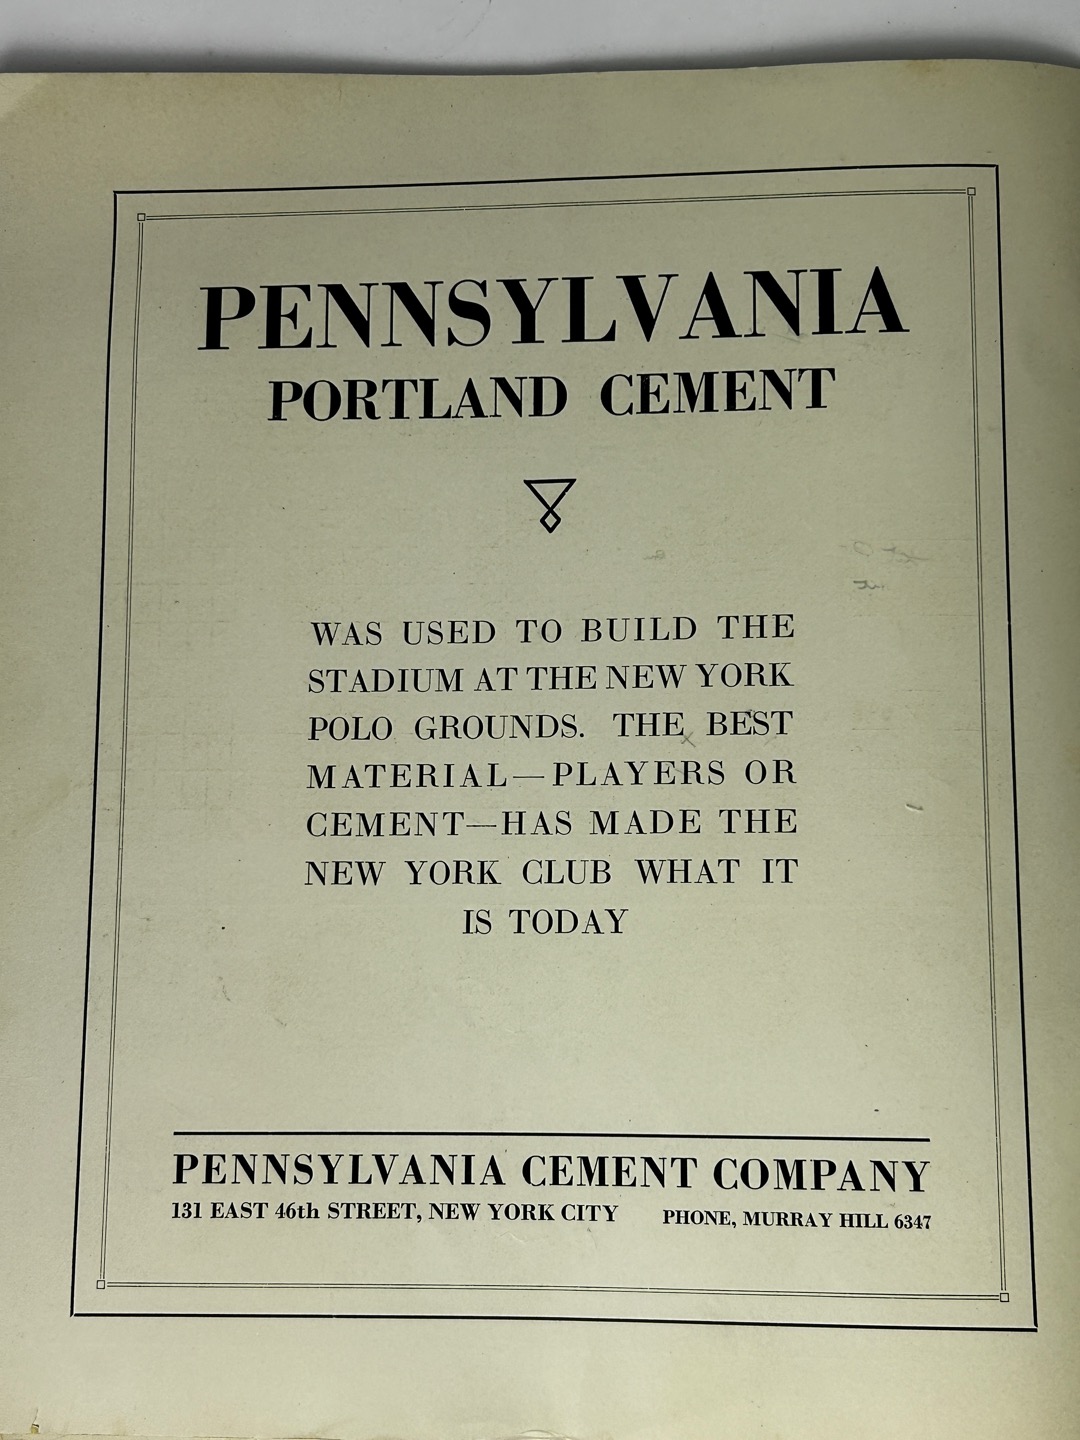 PENNSYLVANIA
PORTLAND CEMENT
WAS USED TO BUILD THE
STADIUM AT THE NEW YORK
POLO GROUNDS. THE BEST
MATERIAL—PLAYERS OR
CEMENT—HAS MADE THE
NEW YORK CLUB WHAT IT
IS TODAY
PENNSYLVANIA CEMENT COMPANY
131 EAST 46th STREET, NEW YORK CITY PHONE, MURRAY HILL 6347